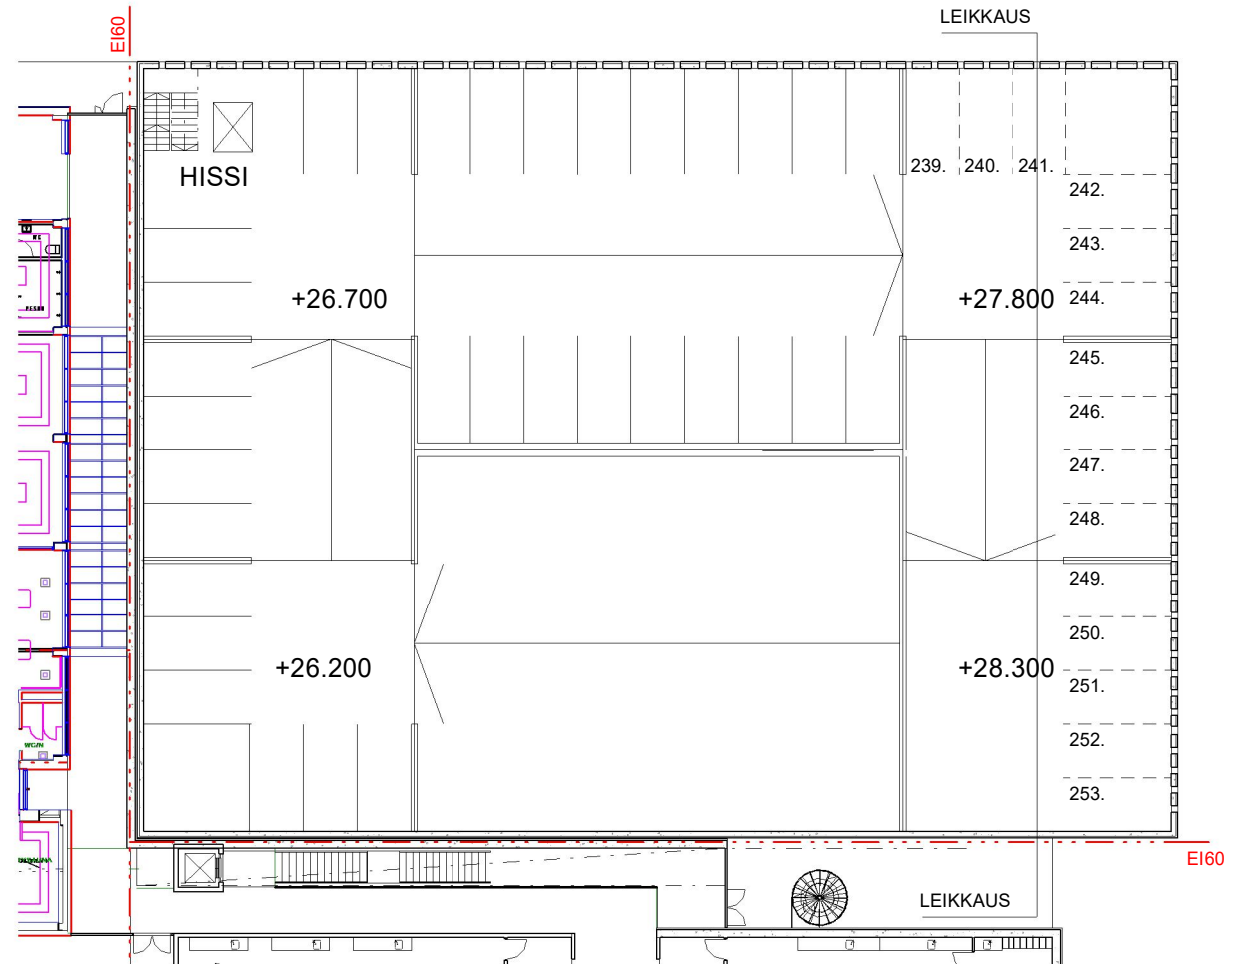 LEIKKAUS
EI60
HISSI
239. 240. 241.
242.
243.
+26.700
+27.800
244.
245.
246.
247.
248.
249.
250.
+26.200
+28.300
251.
252.
253.
WC/N
EI60
LEIKKAUS